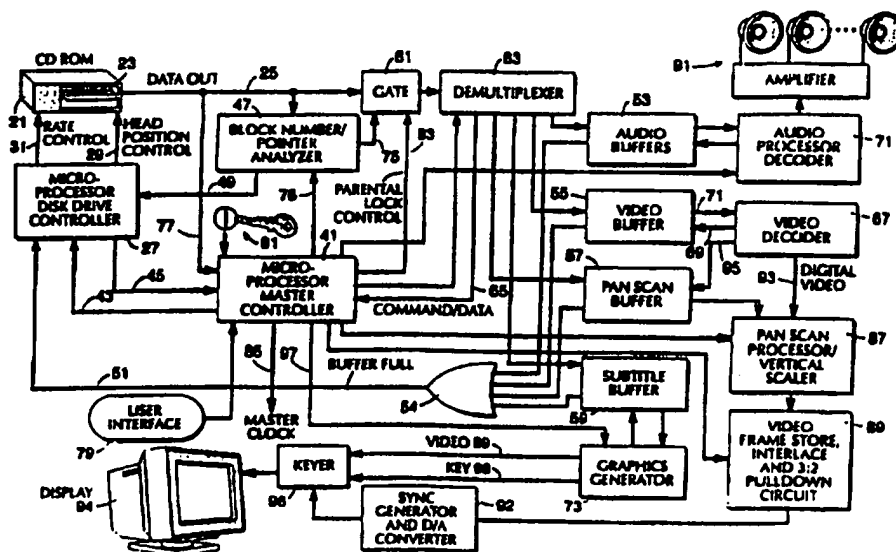 CD ROM
23
DATA OUT
25
21
RATE CONTROL
31
HEAD POSITION CONTROL
29
47
BLOCK NUMBER/
POINTER
ANALYZER
61
GATE
75
83
63
DEMULTIPLEXER
91
AMPLIFIER
53
AUDIO
BUFFERS
AUDIO
PROCESSOR
DECODER
71
MICRO-
PROCESSOR
DISK DRIVE
CONTROLLER
27
49
76
77
81
PARENTAL
LOCK
CONTROL
55
VIDEO
BUFFER
71
69
95
VIDEO
DECODER
67
93
DIGITAL
VIDEO
41
MICRO-
PROCESSOR
MASTER
CONTROLLER
45
43
65
COMMAND/DATA
57
PAN SCAN
BUFFER
PAN SCAN
PROCESSOR/
VERTICAL
SCALER
87
51
85
97
BUFFER FULL
MASTER
CLOCK
54
SUBTITLE
BUFFER
59
USER
INTERFACE
79
VIDEO 89
KEY 98
GRAPHICS
GENERATOR
73
VIDEO
FRAME STORE,
INTERLACE
AND 3:2
PULLDOWN
CIRCUIT
89
DISPLAY
94
KEYER
96
SYNC
GENERATOR
AND D/A
CONVERTER
92